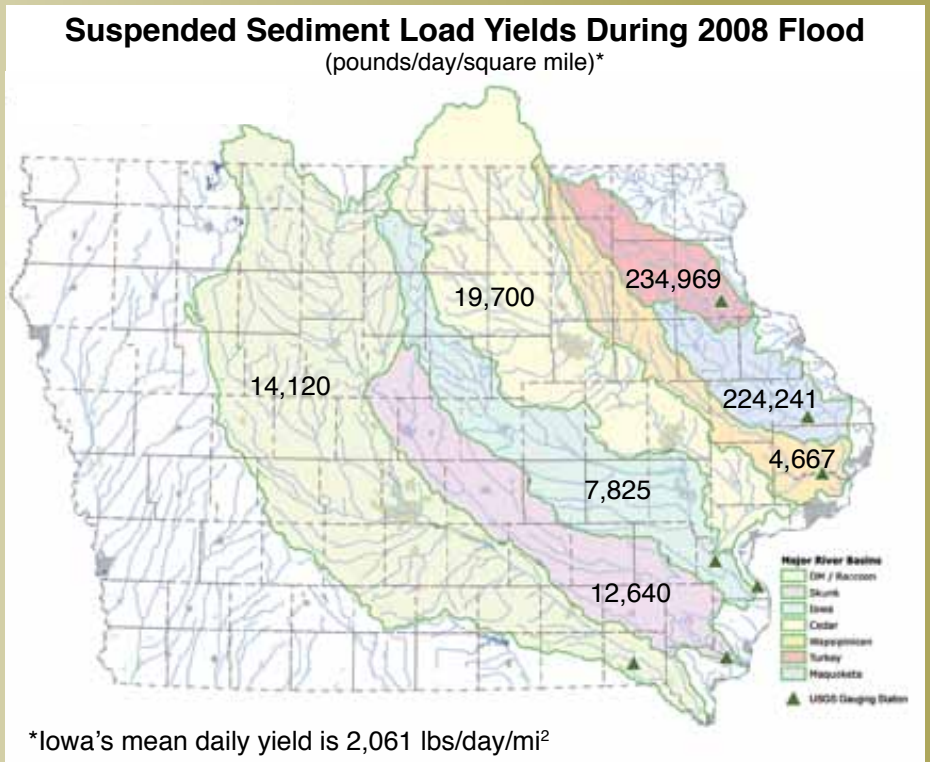 Suspended Sediment Load Yields During 2008 Flood
(pounds/day/square mile)*
234,969
19,700
14,120
224,241
4,667
7,825
12,640
Major River Basins
DM / Raccoon
Skunk
Iowa
Cedar
Wapsipinicon
Turkey
Maquoketa
USGS Gauging Station
*Iowa's mean daily yield is 2,061 lbs/day/mi²